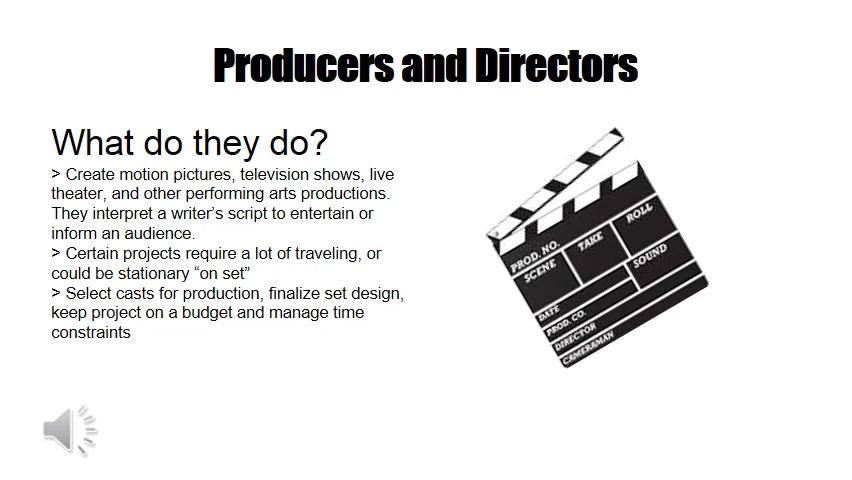 Producers and Directors
What do they do?
> Create motion pictures, television shows, live
theater, and other performing arts productions.
They interpret a writer’s script to entertain or
inform an audience.
> Certain projects require a lot of traveling, or
could be stationary “on set”
> Select casts for production, finalize set design,
keep project on a budget and manage time
constraints
PROD. NO.
SCENE
TAKE
ROLL
SOUND
DATE
PROD. CO.
DIRECTOR
CAMERAMAN